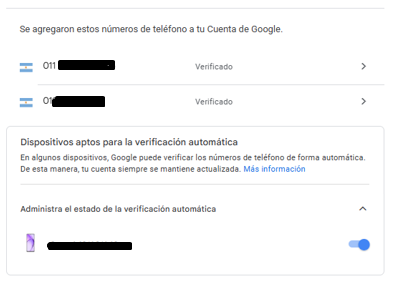 Se agregaron estos números de teléfono a tu Cuenta de Google.
011
Verificado
Verificado
Dispositivos aptos para la verificación automática
En algunos dispositivos, Google puede verificar los números de teléfono de forma automática.
De esta manera, tu cuenta siempre se mantiene actualizada. Más información
Administra el estado de la verificación automática